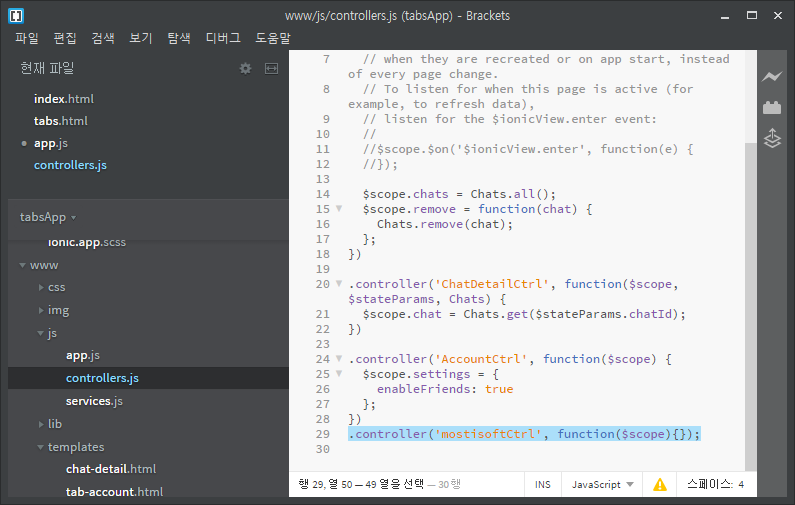 www/js/controllers.js (tabsApp) - Brackets
파일 편집 검색 보기 탐색 디버그 도움말
현재 파일
index.html
tabs.html
app.js
controllers.js
tabsApp
ionic.app.scss
www
css
img
js
app.js
controllers.js
services.js
lib
templates
chat-detail.html
tab-account.html
7 // when they are recreated or on app start, instead
of every page change.
8 // To listen for when this page is active (for
example, to refresh data),
9 // listen for the $ionicView.enter event:
10 //
11 //$scope.$on('$ionicView.enter', function(e) {
12 //});
13
14 $scope.chats = Chats.all();
15 $scope.remove = function(chat) {
16 Chats.remove(chat);
17 };
18 })
19
20 .controller('ChatDetailCtrl', function($scope,
$stateParams, Chats) {
21 $scope.chat = Chats.get($stateParams.chatId);
22 })
23
24 .controller('AccountCtrl', function($scope) {
25 $scope.settings = {
26 enableFriends: true
27 };
28 })
29 .controller('mostisoftCtrl', function($scope){});
30
행 29, 열 50 — 49 열을 선택 — 30 행 INS JavaScript 스페이스: 4